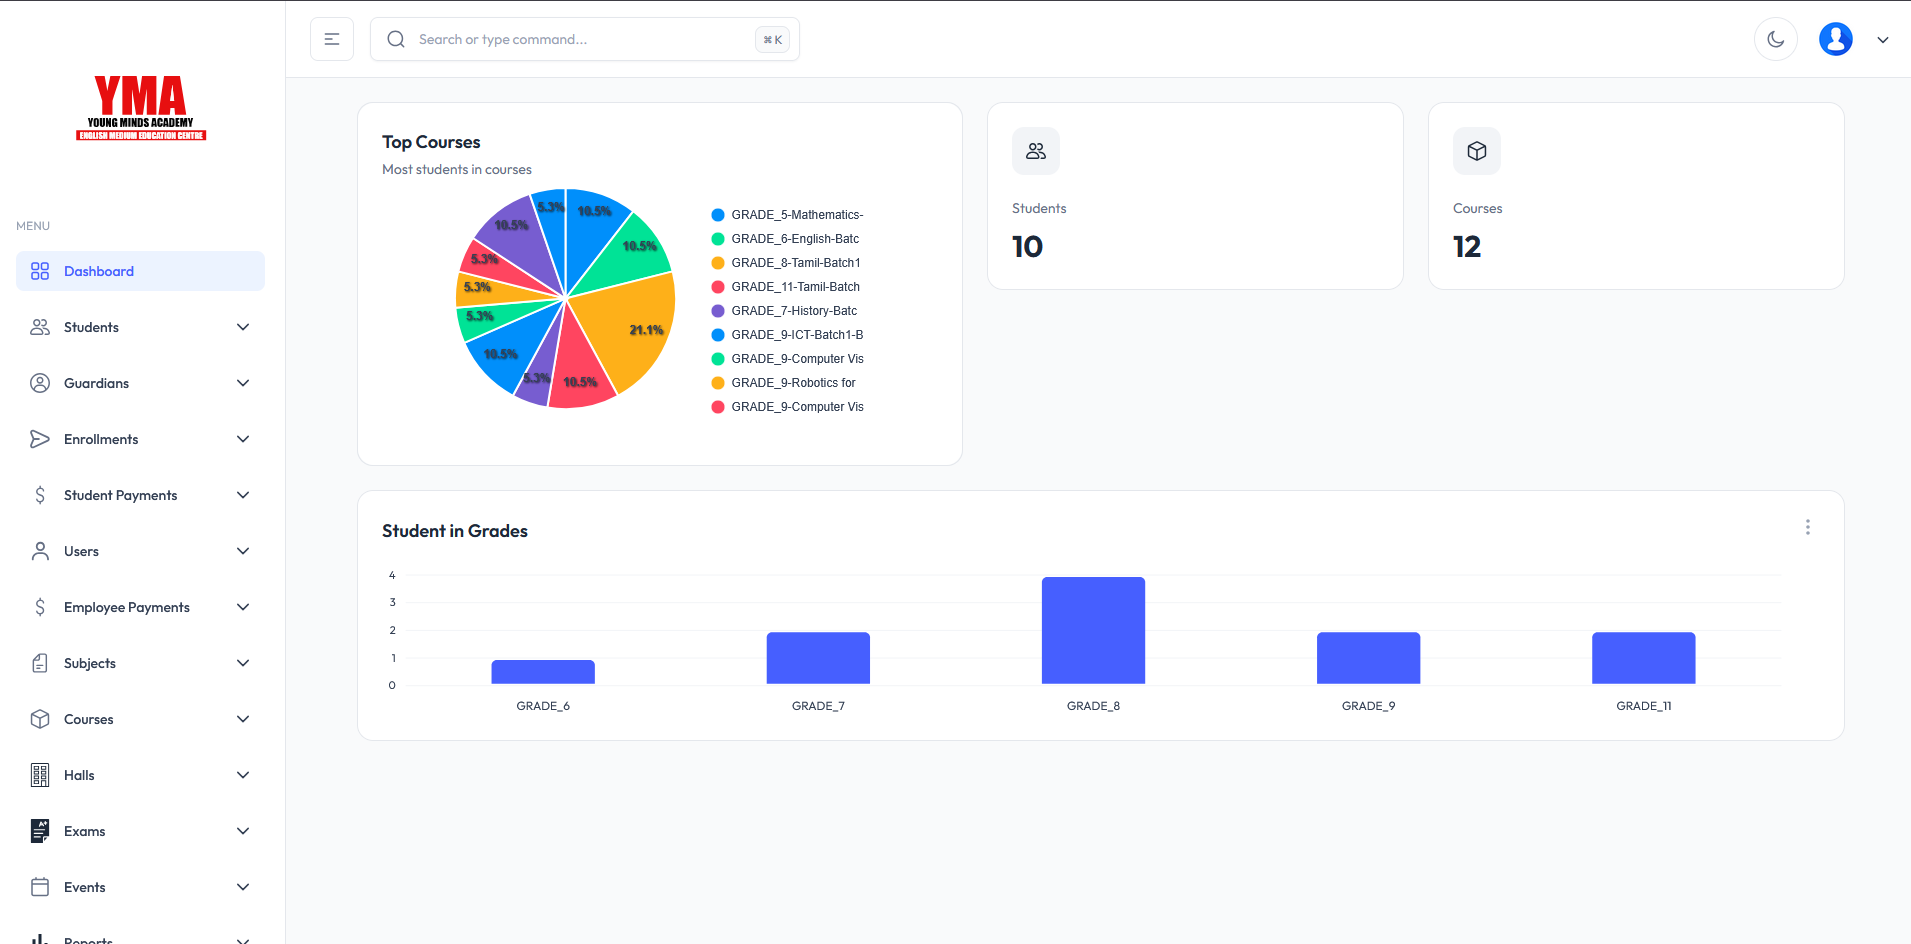 YMA
YOUNG MINDS ACADEMY
ENGLISH MEDIUM EDUCATION CENTRE
MENU
Dashboard
Students
Guardians
Enrollments
Student Payments
Users
Employee Payments
Subjects
Courses
Halls
Exams
Events
Reports
Search or type command...
⌘ K
Top Courses
Most students in courses
5.3%
10.5%
10.5%
10.5%
5.3%
5.3%
5.3%
21.1%
10.5%
5.3%
10.5%
GRADE_5-Mathematics-
GRADE_6-English-Batc
GRADE_8-Tamil-Batch1
GRADE_11-Tamil-Batch
GRADE_7-History-Batc
GRADE_9-ICT-Batch1-B
GRADE_9-Computer Vis
GRADE_9-Robotics for
GRADE_9-Computer Vis
Students
10
Courses
12
Student in Grades
4
3
2
1
0
GRADE_6
GRADE_7
GRADE_8
GRADE_9
GRADE_11